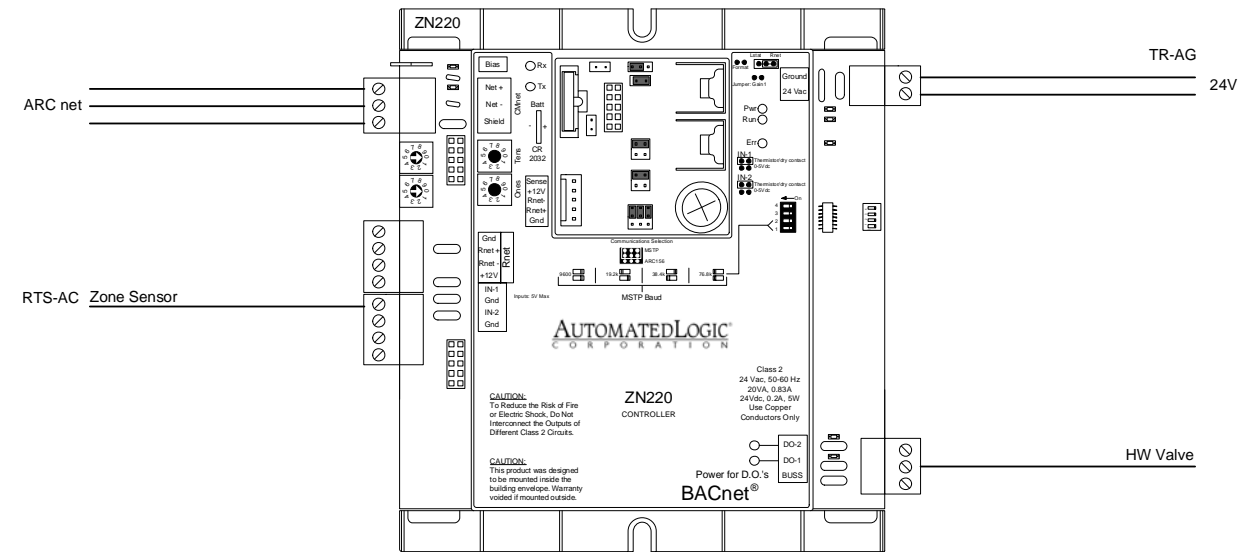 ZN220
Bias
Net +
Net -
Shield
CMnet
Rx
Tx
Batt
- +
CR
2032
Tens
Ones
Sense
+12V
Rnet-
Rnet+
Gnd
Gnd
Rnet +
Rnet -
+12V
Rnet
IN-1
Gnd
IN-2
Gnd
Inputs: 5V Max
Lstat Rnet
Format
Jumper: Gain1
Ground
24 Vac
Pwr
Run
Err
IN-1
Thermistor/dry contact
0-5Vdc
IN-2
Thermistor/dry contact
0-5Vdc
On
4
3
2
1
Communications Selection
MSTP
ARC156
9600
19.2k
38.4k
76.8k
MSTP Baud
AUTOMATEDLOGIC®
CORPORATION
ZN220
CONTROLLER
Class 2
24 Vac, 50-60 Hz
20VA, 0.83A
24Vdc, 0.2A, 5W
Use Copper
Conductors Only
CAUTION:
To Reduce the Risk of Fire
or Electric Shock, Do Not
Interconnect the Outputs of
Different Class 2 Circuits.
CAUTION:
This product was designed
to be mounted inside the
building envelope. Warranty
voided if mounted outside.
DO-2
DO-1
Power for D.O.'s BUSS
BACnet®
ARC net
RTS-AC Zone Sensor
TR-AG
24V
HW Valve